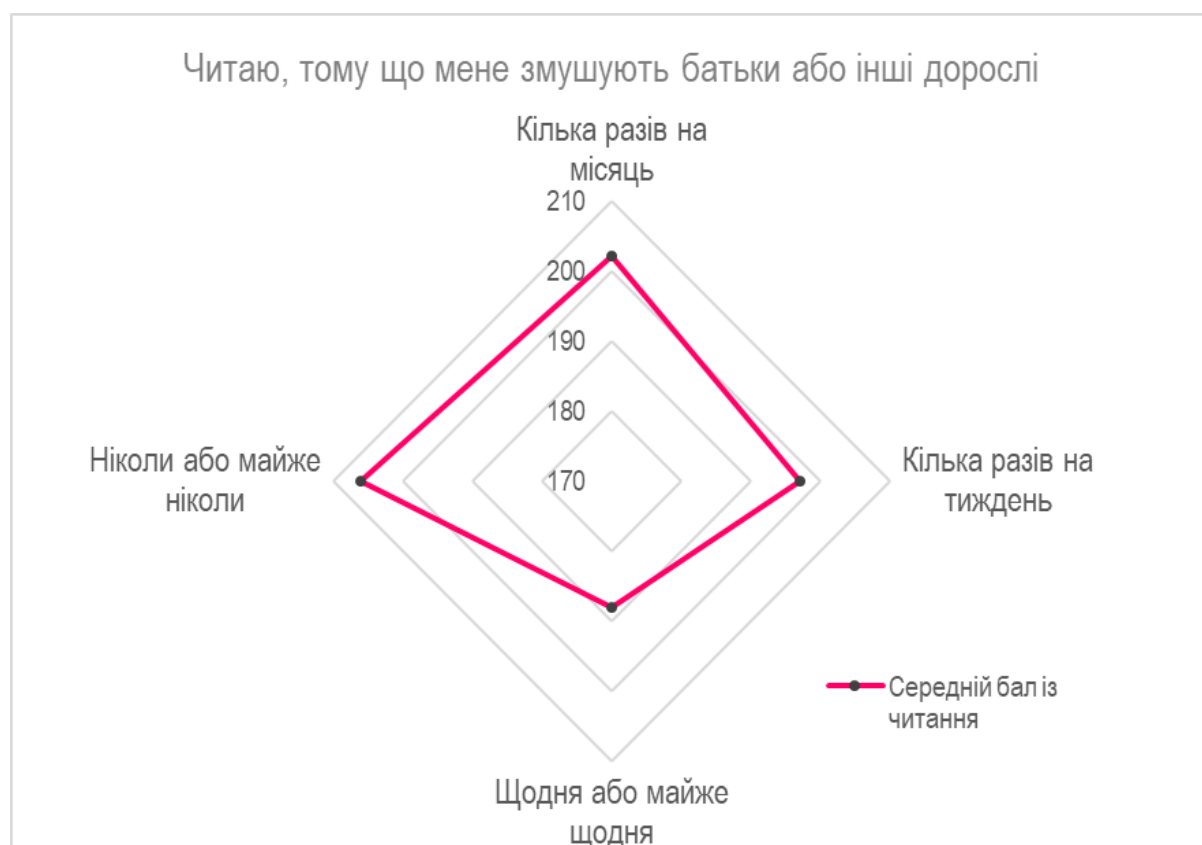 Читаю, тому що мене змушують батьки або інші дорослі
Кілька разів на
місяць
210
200
190
180
170
Ніколи або майже
ніколи
Кілька разів на
тиждень
Середній бал із
читання
Щодня або майже
щодня